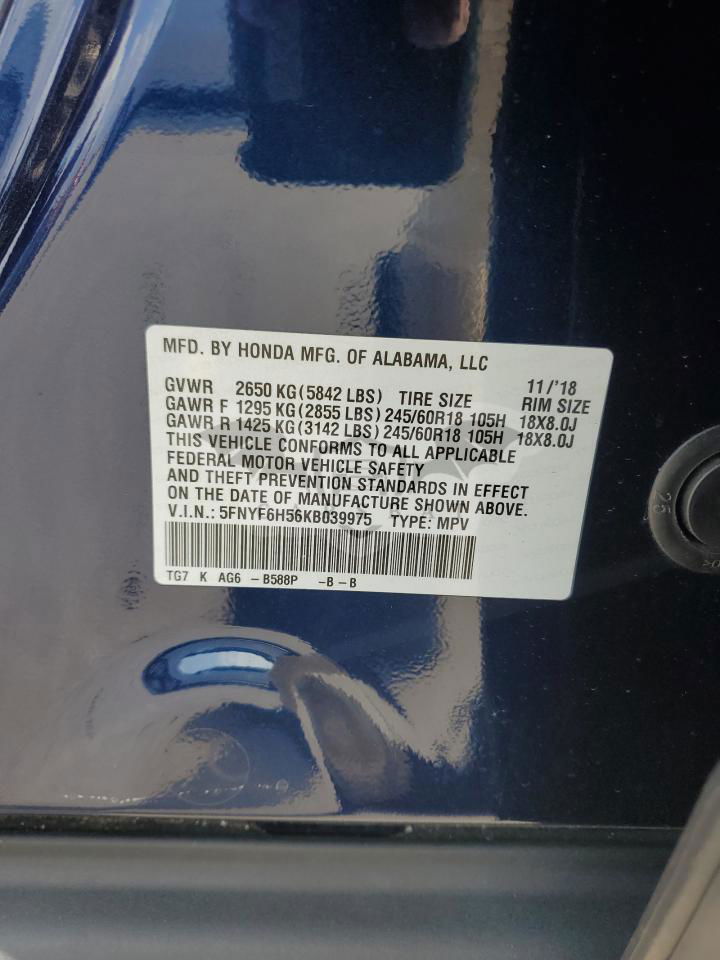 MFD. BY HONDA MFG. OF ALABAMA, LLC
11/'18
GVWR 2650 KG (5842 LBS) TIRE SIZE RIM SIZE
GAWR F 1295 KG (2855 LBS) 245/60R18 105H 18X8.0J
GAWR R 1425 KG (3142 LBS) 245/60R18 105H 18X8.0J
THIS VEHICLE CONFORMS TO ALL APPLICABLE
FEDERAL MOTOR VEHICLE SAFETY
AND THEFT PREVENTION STANDARDS IN EFFECT
ON THE DATE OF MANUFACTURE SHOWN ABOVE.
V.I.N.: 5FNYF6H56KB039975 TYPE: MPV
TG7 K AG6 -B588P -B-B
25